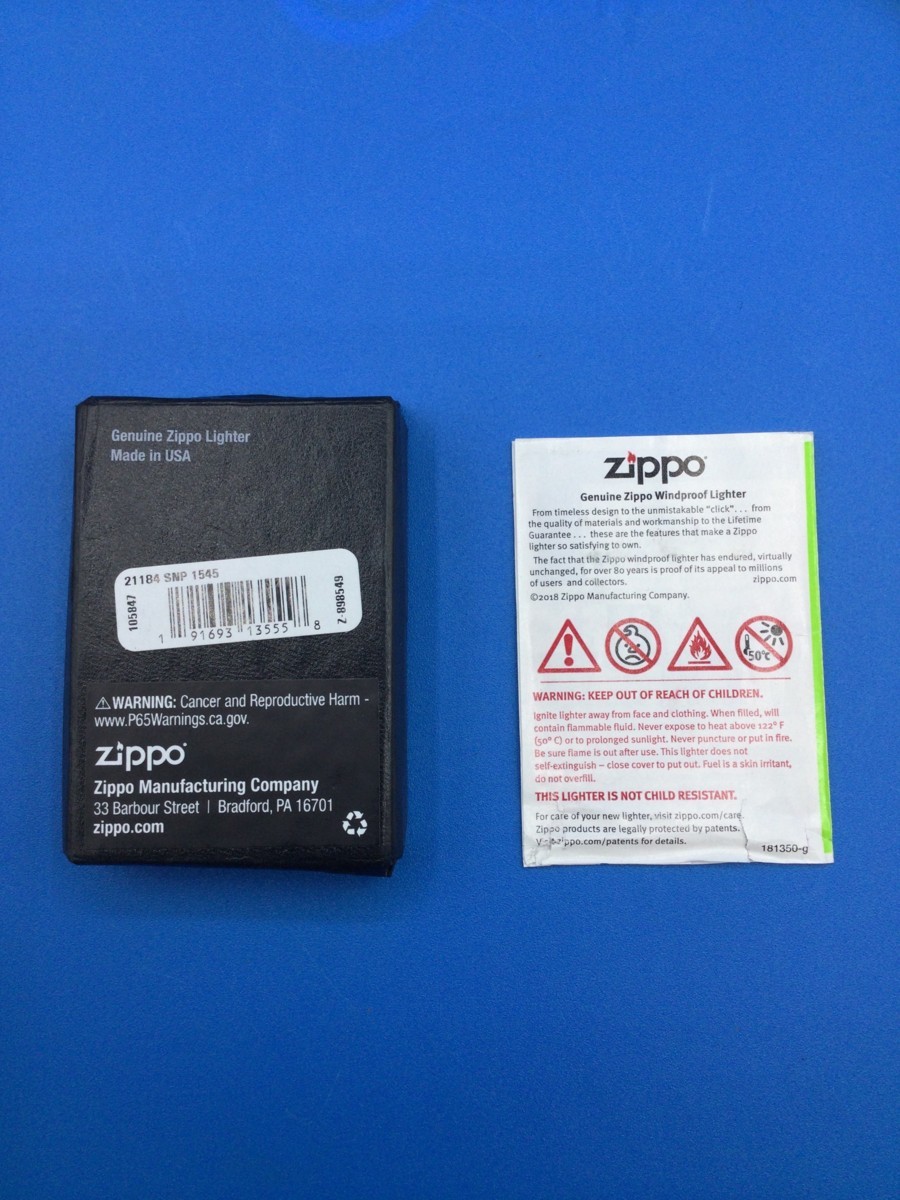 Genuine Zippo Lighter
Made in USA
21184 SNP 1545
105847
Z-898549
1 91693 13555 8
⚠WARNING: Cancer and Reproductive Harm -
www.P65Warnings.ca.gov.
zippo
Zippo Manufacturing Company
33 Barbour Street | Bradford, PA 16701
zippo.com
zippo
Genuine Zippo Windproof Lighter
From timeless design to the unmistakable "click". . . from
the quality of materials and workmanship to the Lifetime
Guarantee . . . these are the features that make a Zippo
lighter so satisfying to own.
The fact that the Zippo windproof lighter has endured, virtually
unchanged, for over 80 years is proof of its appeal to millions
of users and collectors. zippo.com
©2018 Zippo Manufacturing Company.
50°C
WARNING: KEEP OUT OF REACH OF CHILDREN.
Ignite lighter away from face and clothing. When filled, will
contain flammable fluid. Never expose to heat above 122° F
(50° C) or to prolonged sunlight. Never puncture or put in fire.
Be sure flame is out after use. This lighter does not
self-extinguish – close cover to put out. Fuel is a skin irritant,
do not overfill.
THIS LIGHTER IS NOT CHILD RESISTANT.
For care of your new lighter, visit zippo.com/care.
Zippo products are legally protected by patents.
Visit zippo.com/patents for details.
181350-g